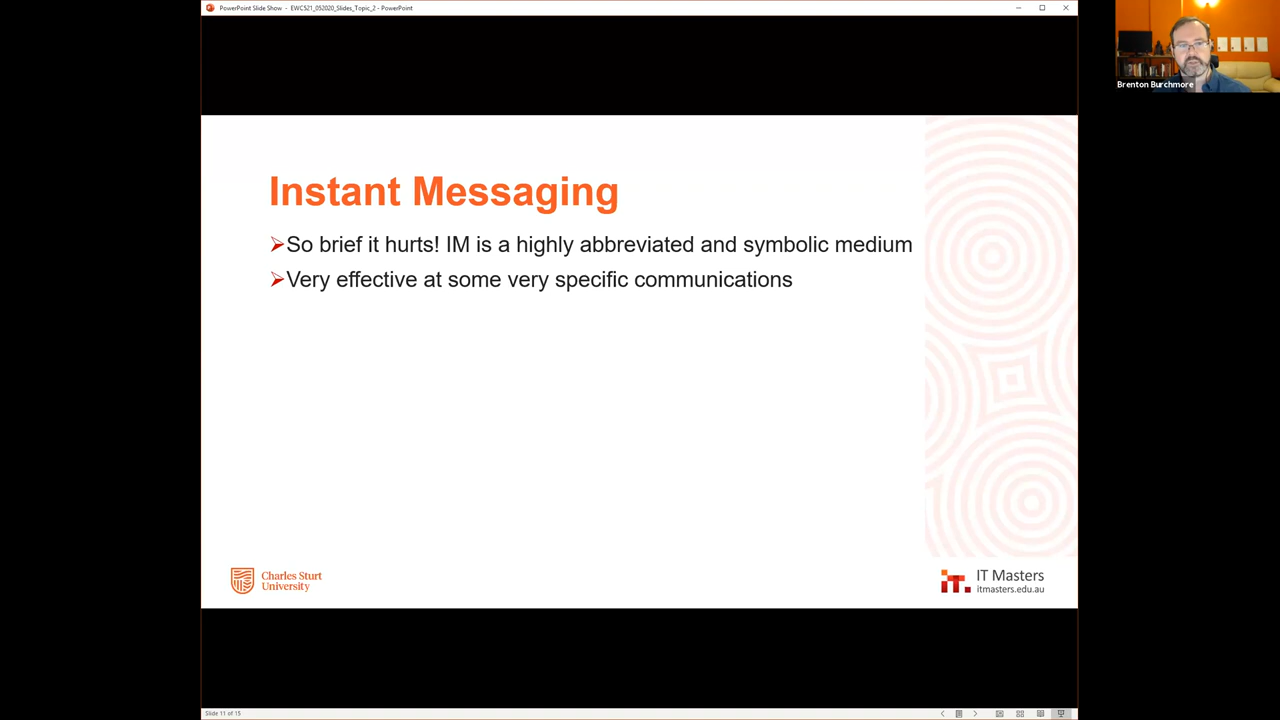 PowerPoint Slide Show - EWC521_052020_Slides_Topic_2 - PowerPoint
Brenton Burchmore
Instant Messaging
So brief it hurts! IM is a highly abbreviated and symbolic medium
Very effective at some very specific communications
Charles Sturt
University
IT Masters
itmasters.edu.au
Slide 11 of 15